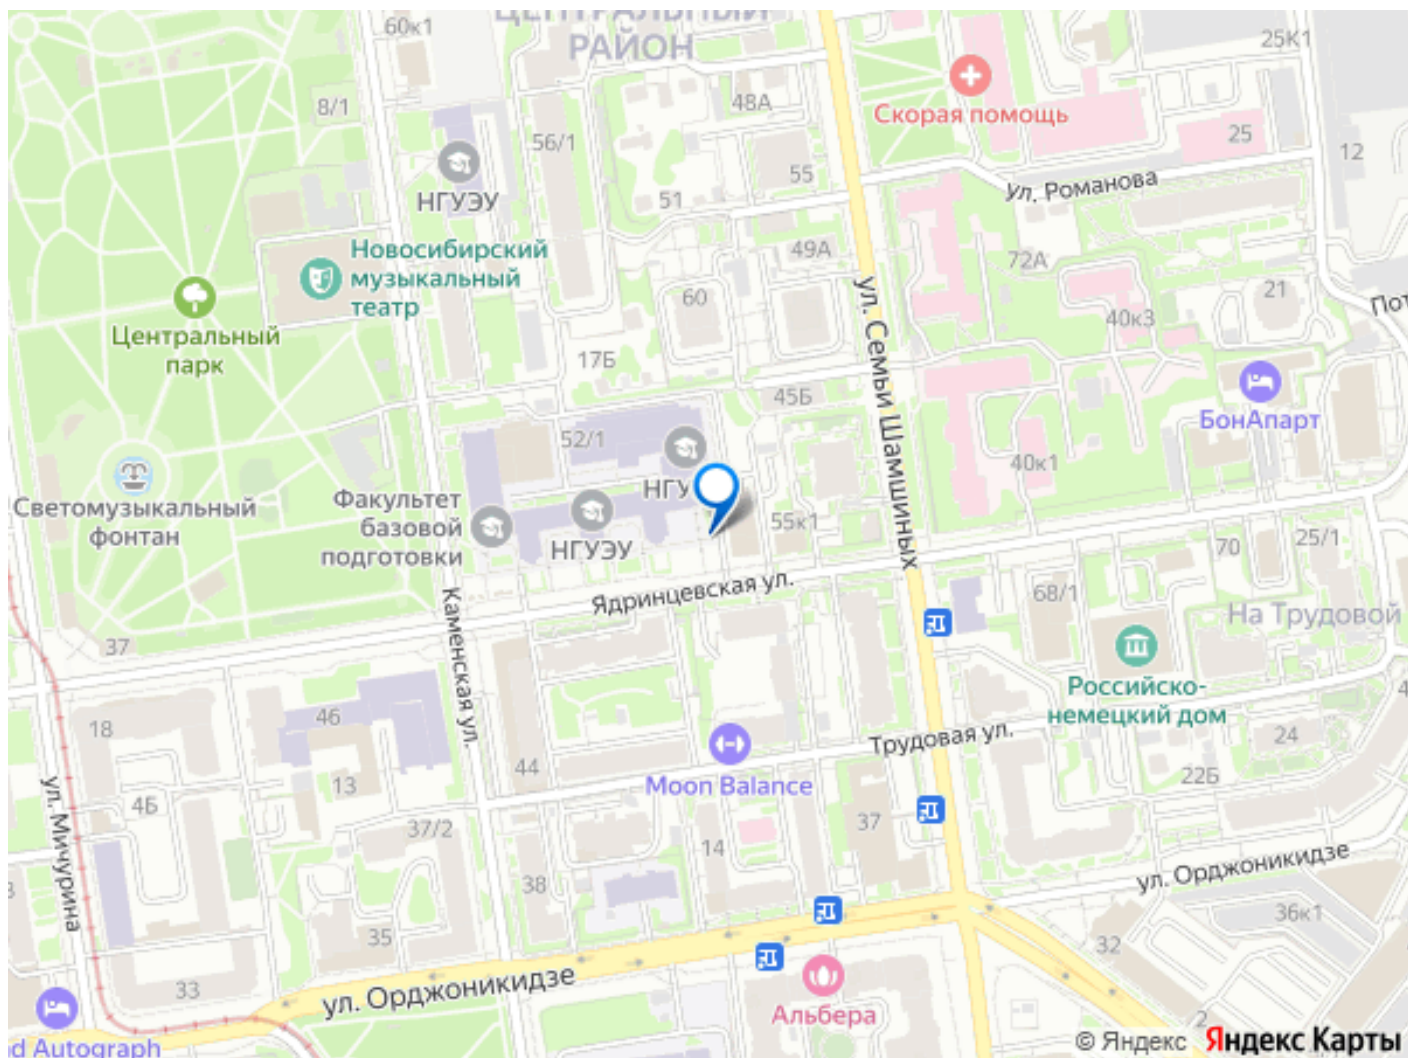 ЦЕНТРАЛЬНЫЙ
РАЙОН
60к1
25К1
8/1
48А
Скорая помощь
56/1
25
12
55
НГУЭУ
51
ул. Романова
Новосибирский
музыкальный
театр
49А
72А
60
21
ул. Семьи Шамшиных
40к3
Пот
Центральный
парк
17Б
45Б
БонАпарт
52/1
40к1
Светомузыкальный
фонтан
Факультет
базовой
подготовки
НГУ
НГУЭУ
55к1
70
25/1
Ядринцевская ул.
68/1
На Трудовой
37
Каменская ул.
Российско-
немецкий дом
46
18
Трудовая ул.
24
44
Moon Balance
22Б
13
4Б
ул. Мичурина
37/2
14
37
ул. Орджоникидзе
38
36к1
35
32
33
ул. Орджоникидзе
Альбера
2
d Autograph
© Яндекс Яндекс Карты